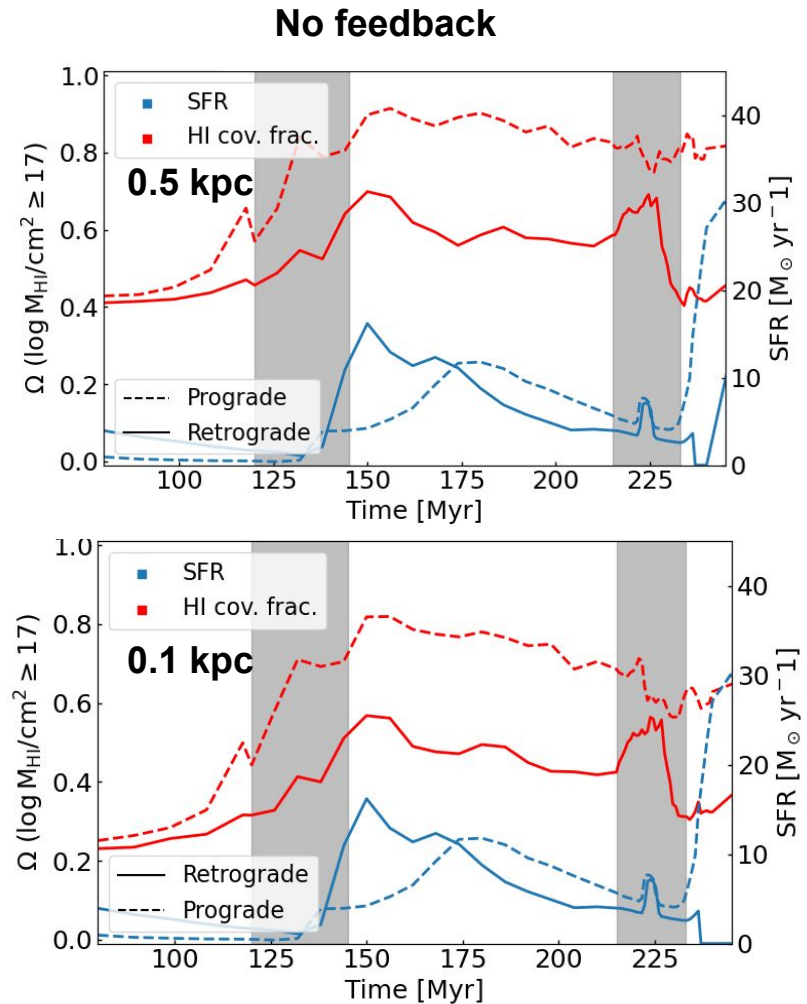 No feedback
1.0
0.8
0.6
0.4
0.2
0.0
Ω (log M_HI/cm² ≥ 17)
SFR
HI cov. frac.
0.5 kpc
Prograde
Retrograde
40
30
20
10
0
SFR [M⊙ yr⁻1]
100 125 150 175 200 225
Time [Myr]
1.0
0.8
0.6
0.4
0.2
0.0
Ω (log M_HI/cm² ≥ 17)
SFR
HI cov. frac.
0.1 kpc
Retrograde
Prograde
40
30
20
10
0
SFR [M⊙ yr⁻1]
100 125 150 175 200 225
Time [Myr]